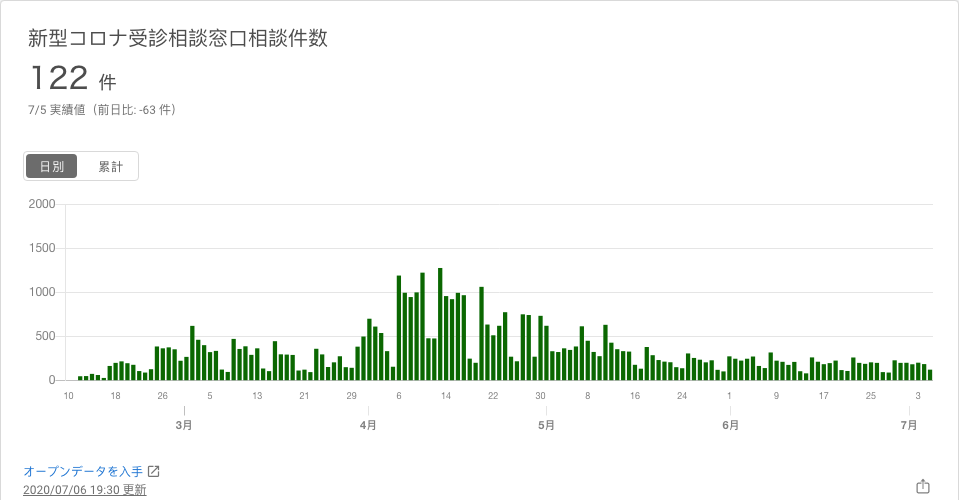 新型コロナ受診相談窓口相談件数
122 件
7/5 実績値（前日比: -63 件）
日別 累計
2000
1500
1000
500
0
10 18 26 5 13 21 29 6 14 22 30 8 16 24 1 9 17 25 3
3月 4月 5月 6月 7月
オープンデータを入手
2020/07/06 19:30 更新